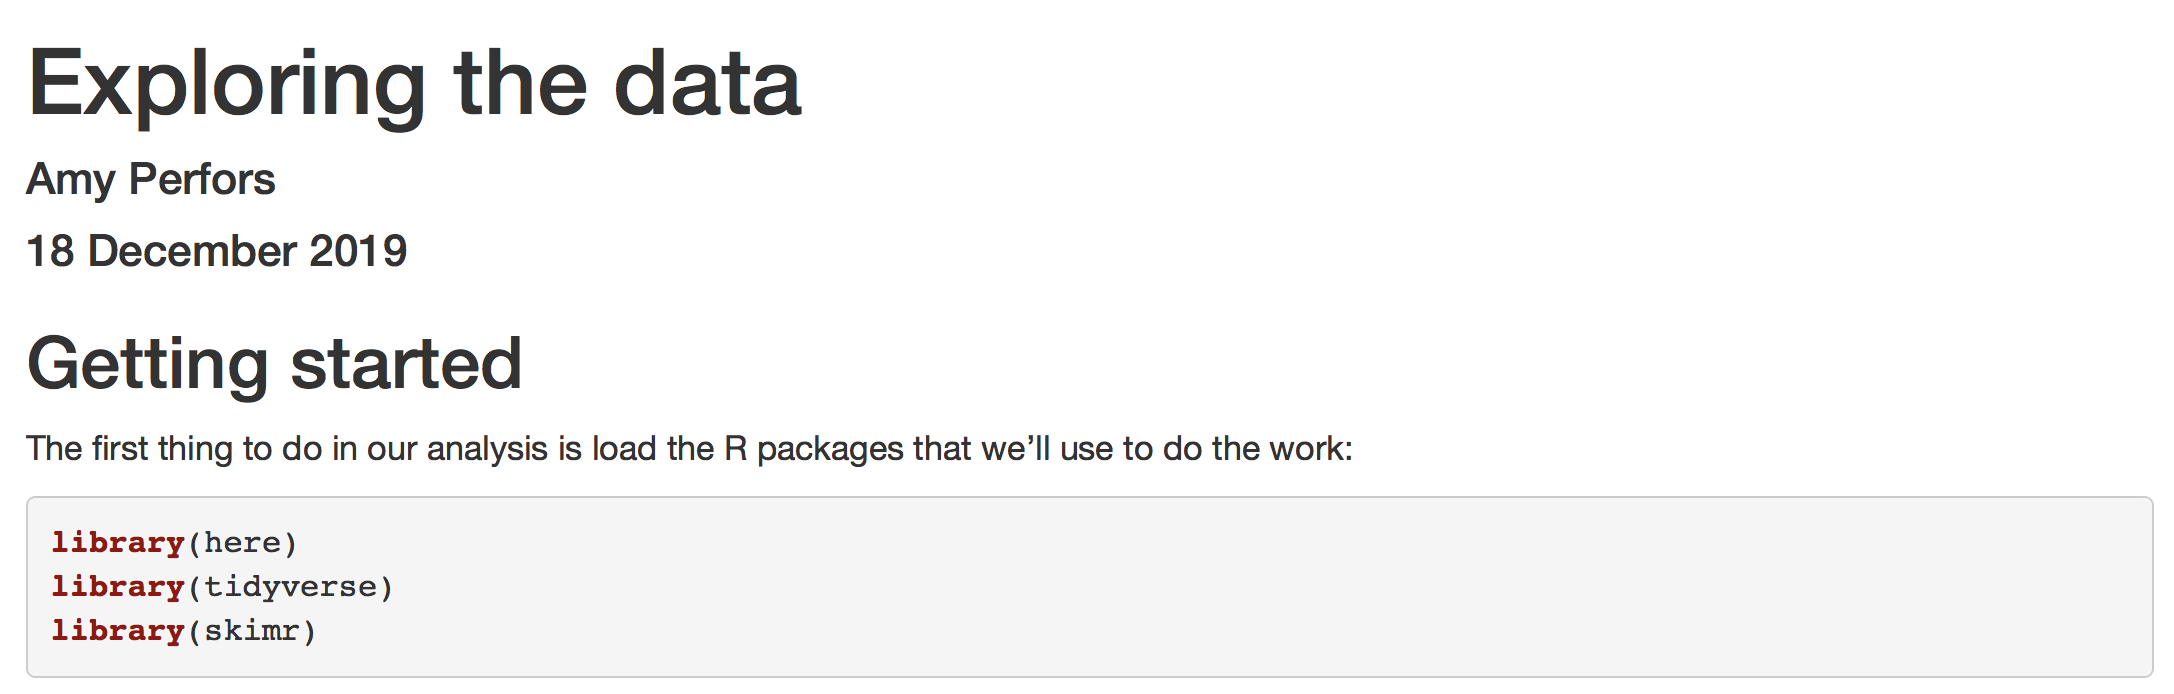 Exploring the data
Amy Perfors
18 December 2019
Getting started
The first thing to do in our analysis is load the R packages that we’ll use to do the work:
library(here)
library(tidyverse)
library(skimr)